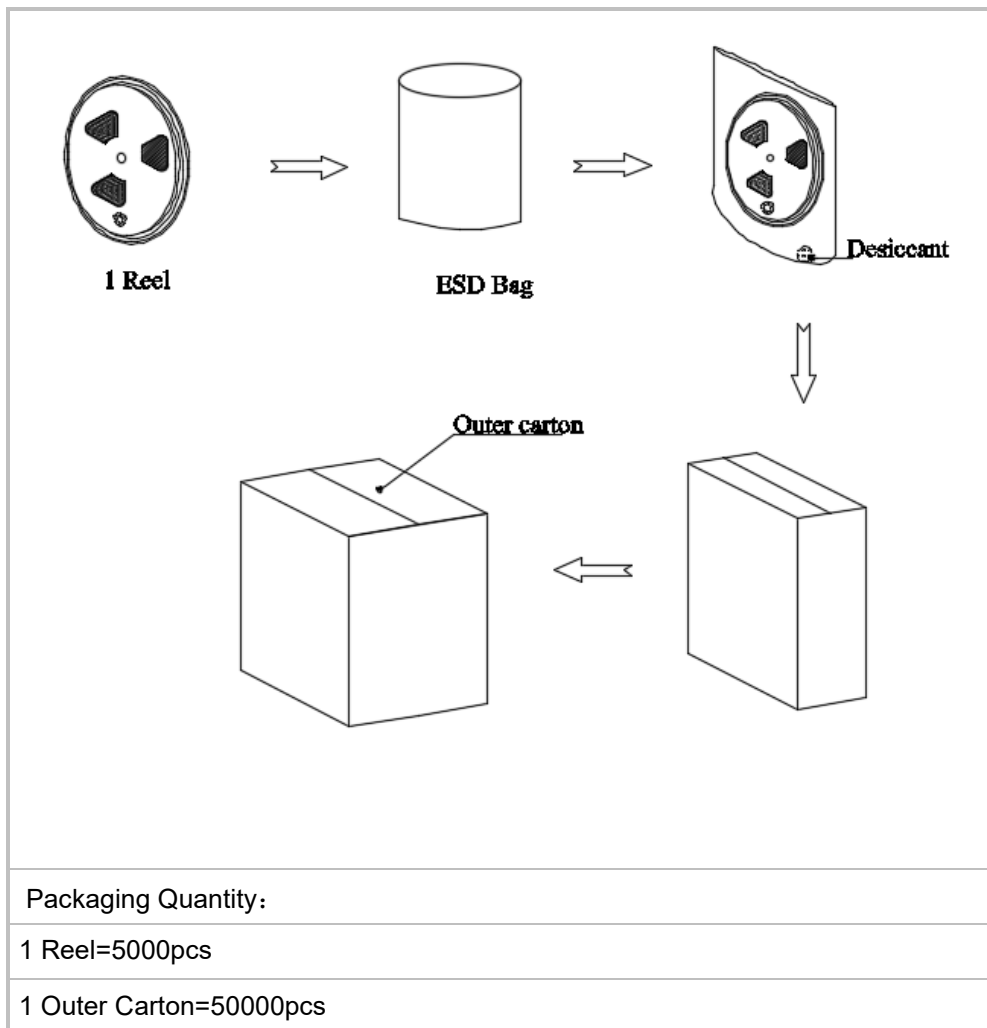 1 Reel
ESD Bag
Desiccant
Outer carton
Packaging Quantity：
1 Reel=5000pcs
1 Outer Carton=50000pcs